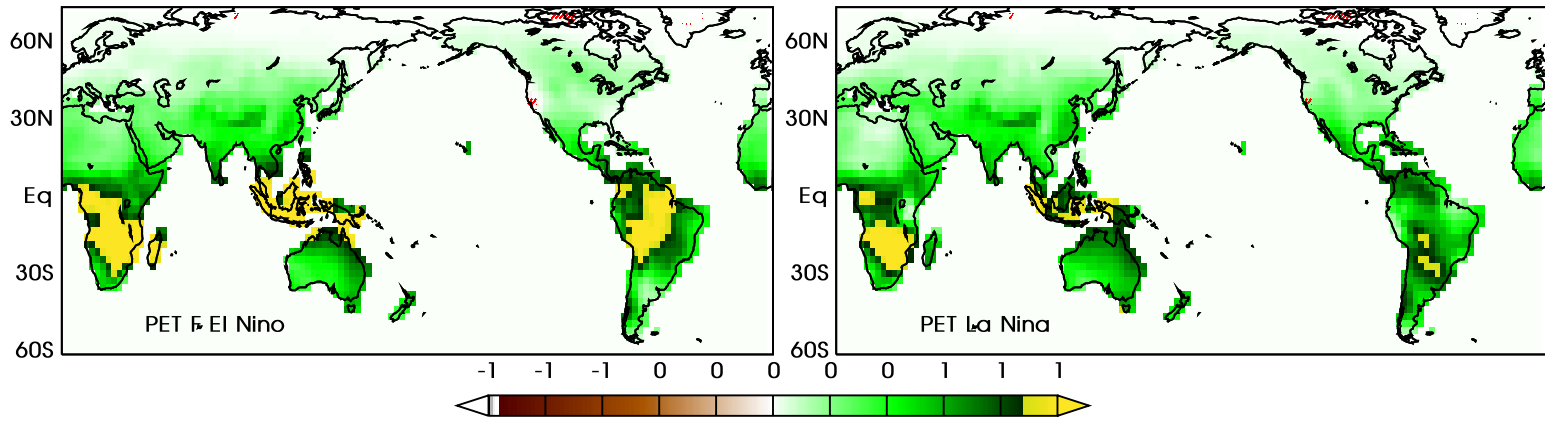 60N
30N
Eq
30S
60S
PET El Nino
60N
30N
Eq
30S
60S
PET La Nina
-1 -1 -1 0 0 0 0 0 1 1 1